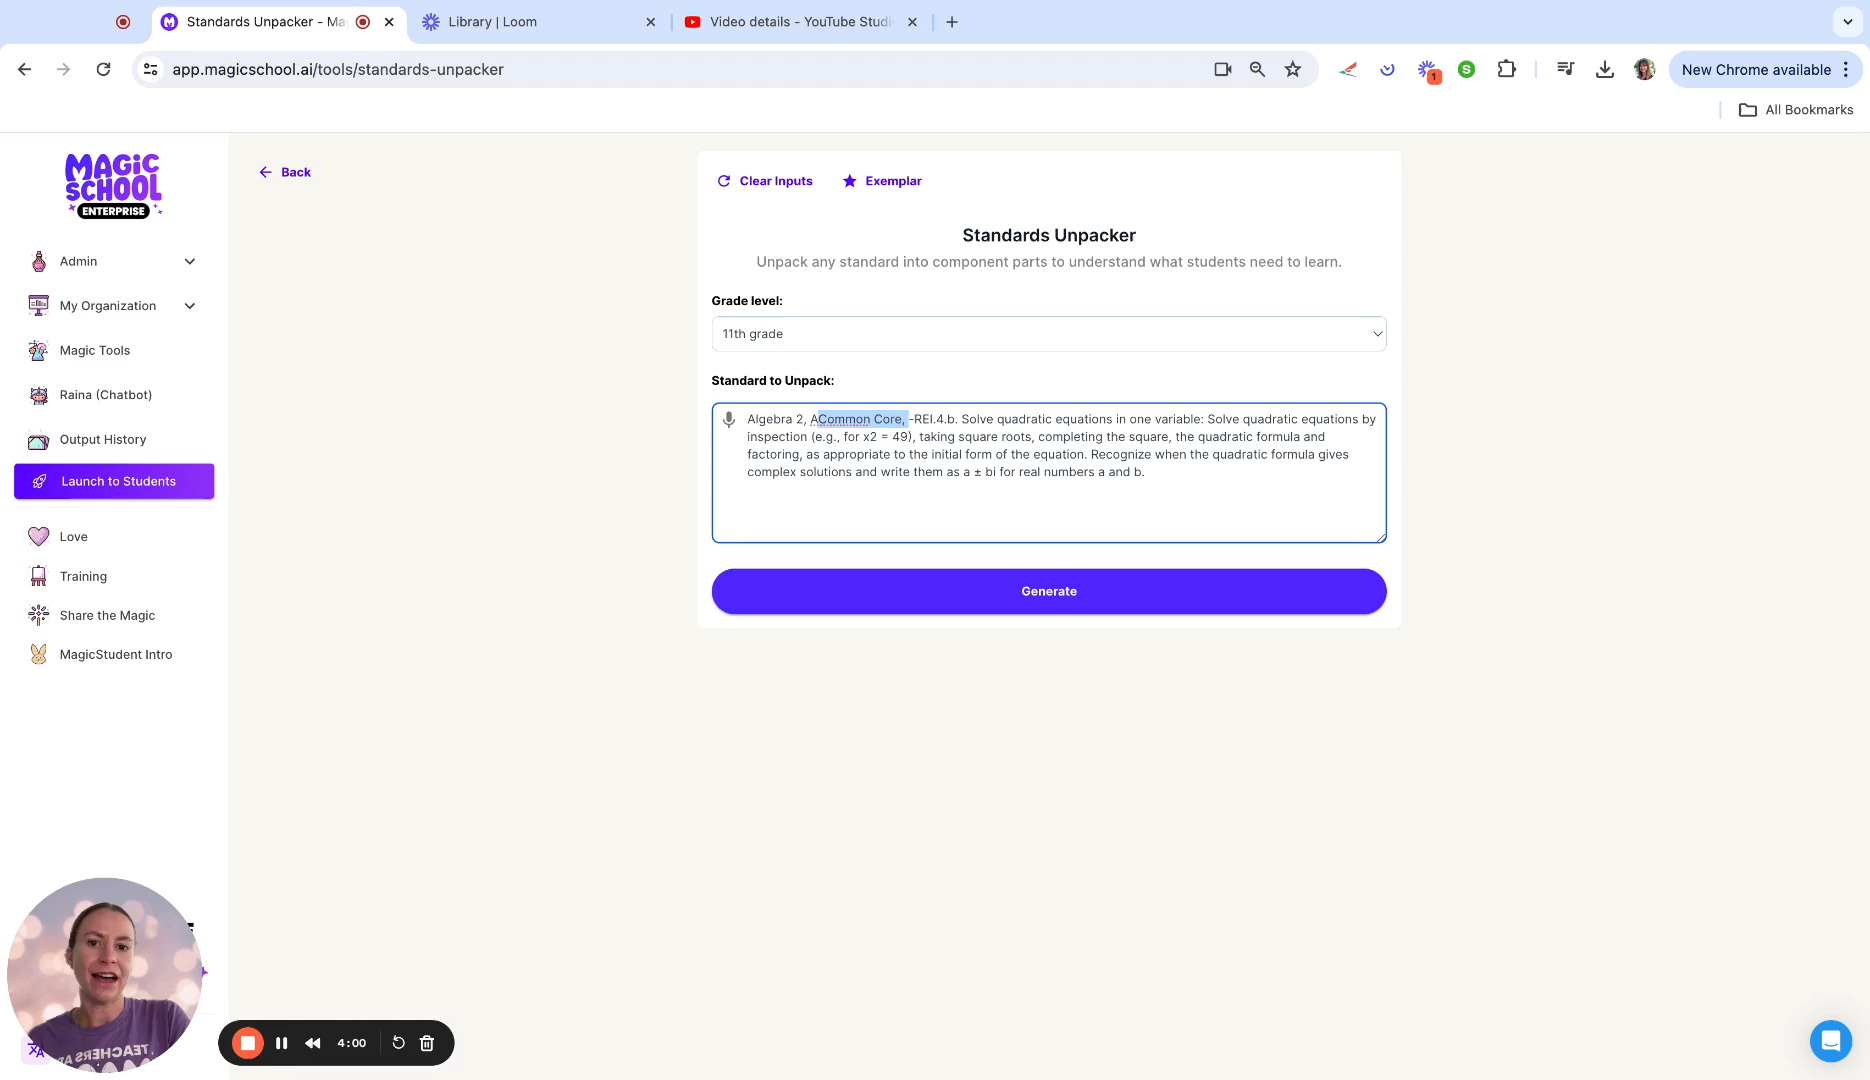 Standards Unpacker - Ma
Library | Loom
Video details - YouTube Studi
app.magicschool.ai/tools/standards-unpacker
1
S
New Chrome available
All Bookmarks
MAGIC
SCHOOL
ENTERPRISE
Back
Clear Inputs
Exemplar
Standards Unpacker
Unpack any standard into component parts to understand what students need to learn.
Grade level:
11th grade
Standard to Unpack:
Algebra 2, ACommon Core, -REI.4.b. Solve quadratic equations in one variable: Solve quadratic equations by
inspection (e.g., for x2 = 49), taking square roots, completing the square, the quadratic formula and
factoring, as appropriate to the initial form of the equation. Recognize when the quadratic formula gives
complex solutions and write them as a ± bi for real numbers a and b.
Generate
Admin
My Organization
Magic Tools
Raina (Chatbot)
Output History
Launch to Students
Love
Training
Share the Magic
MagicStudent Intro
TEACHERS
4:00